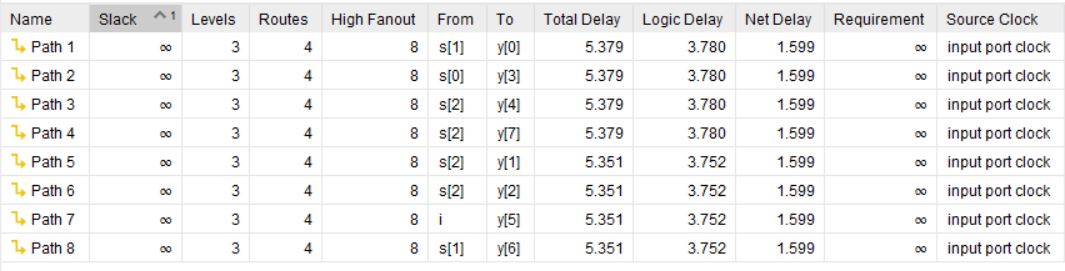 Name Slack ^1 Levels Routes High Fanout From To Total Delay Logic Delay Net Delay Requirement Source Clock
Path 1 ∞ 3 4 8 s[1] y[0] 5.379 3.780 1.599 ∞ input port clock
Path 2 ∞ 3 4 8 s[0] y[3] 5.379 3.780 1.599 ∞ input port clock
Path 3 ∞ 3 4 8 s[2] y[4] 5.379 3.780 1.599 ∞ input port clock
Path 4 ∞ 3 4 8 s[2] y[7] 5.379 3.780 1.599 ∞ input port clock
Path 5 ∞ 3 4 8 s[2] y[1] 5.351 3.752 1.599 ∞ input port clock
Path 6 ∞ 3 4 8 s[2] y[2] 5.351 3.752 1.599 ∞ input port clock
Path 7 ∞ 3 4 8 i y[5] 5.351 3.752 1.599 ∞ input port clock
Path 8 ∞ 3 4 8 s[1] y[6] 5.351 3.752 1.599 ∞ input port clock